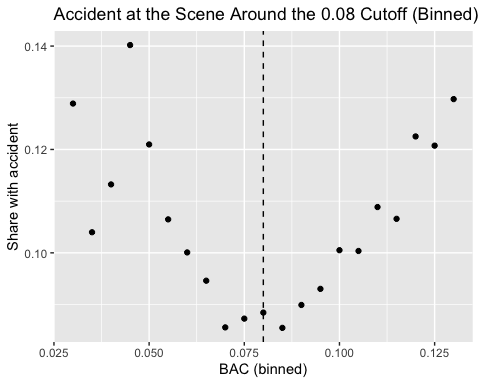 Accident at the Scene Around the 0.08 Cutoff (Binned)
Share with accident
0.14
0.12
0.10
0.025
0.050
0.075
0.100
0.125
BAC (binned)